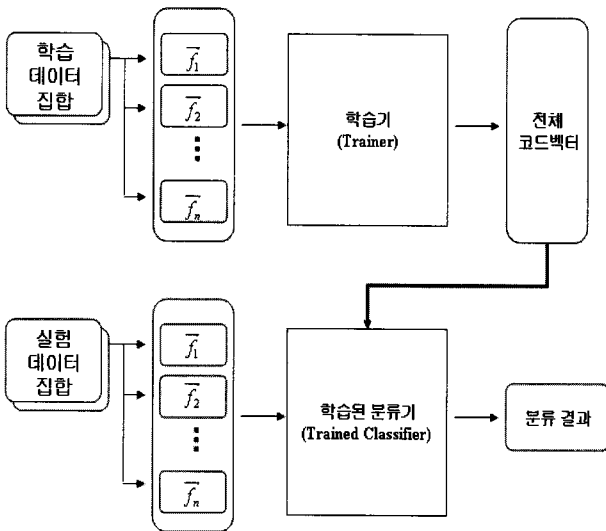 학습
데이터
집합
f̄₁
f̄₂
f̄ₙ
학습기
(Trainer)
전체
코드벡터
실험
데이터
집합
f̄₁
f̄₂
f̄ₙ
학습된 분류기
(Trained Classifier)
분류 결과